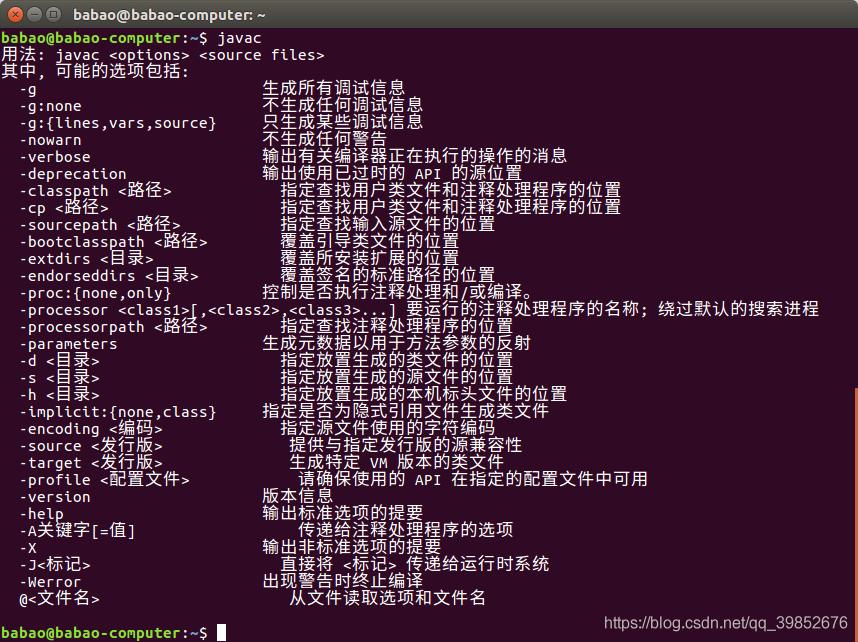 babao@babao-computer: ~
babao@babao-computer:~$ javac
用法: javac <options> <source files>
其中, 可能的选项包括:
-g 生成所有调试信息
-g:none 不生成任何调试信息
-g:{lines,vars,source} 只生成某些调试信息
-nowarn 不生成任何警告
-verbose 输出有关编译器正在执行的操作的消息
-deprecation 输出使用已过时的 API 的源位置
-classpath <路径> 指定查找用户类文件和注释处理程序的位置
-cp <路径> 指定查找用户类文件和注释处理程序的位置
-sourcepath <路径> 指定查找输入源文件的位置
-bootclasspath <路径> 覆盖引导类文件的位置
-extdirs <目录> 覆盖所安装扩展的位置
-endorseddirs <目录> 覆盖签名的标准路径的位置
-proc:{none,only} 控制是否执行注释处理和/或编译。
-processor <class1>[,<class2>,<class3>...] 要运行的注释处理程序的名称; 绕过默认的搜索进程
-processorpath <路径> 指定查找注释处理程序的位置
-parameters 生成元数据以用于方法参数的反射
-d <目录> 指定放置生成的类文件的位置
-s <目录> 指定放置生成的源文件的位置
-h <目录> 指定放置生成的本机标头文件的位置
-implicit:{none,class} 指定是否为隐式引用文件生成类文件
-encoding <编码> 指定源文件使用的字符编码
-source <发行版> 提供与指定发行版的源兼容性
-target <发行版> 生成特定 VM 版本的类文件
-profile <配置文件> 请确保使用的 API 在指定的配置文件中可用
-version 版本信息
-help 输出标准选项的提要
-A关键字[=值] 传递给注释处理程序的选项
-X 输出非标准选项的提要
-J<标记> 直接将 <标记> 传递给运行时系统
-Werror 出现警告时终止编译
@<文件名> 从文件读取选项和文件名
babao@babao-computer:~$
https://blog.csdn.net/qq_39852676